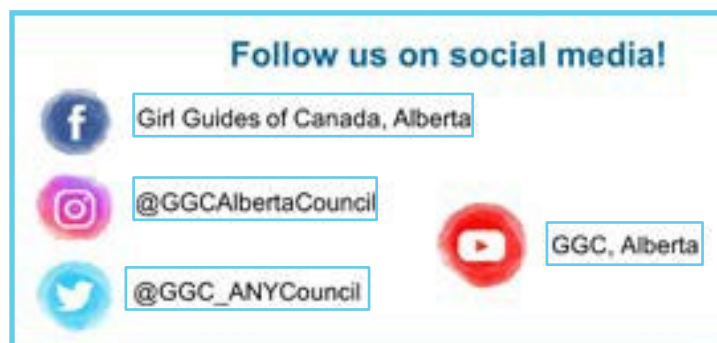 Follow us on social media!
Girl Guides of Canada, Alberta
@GGCAlbertaCouncil
GGC, Alberta
@GGC_ANYCouncil